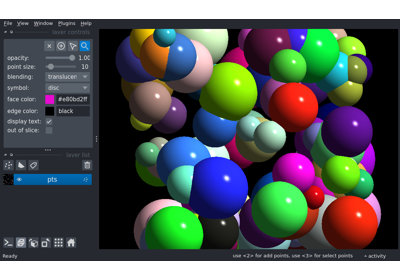 File View Window Plugins Help
layer controls
opacity: 1.00
point size: 10
blending: translucen
symbol: disc
face color: #e80bd2ff
edge color: black
display text: ✓
out of slice:
layer list
pts
Ready
use <2> for add points, use <3> for select points
activity